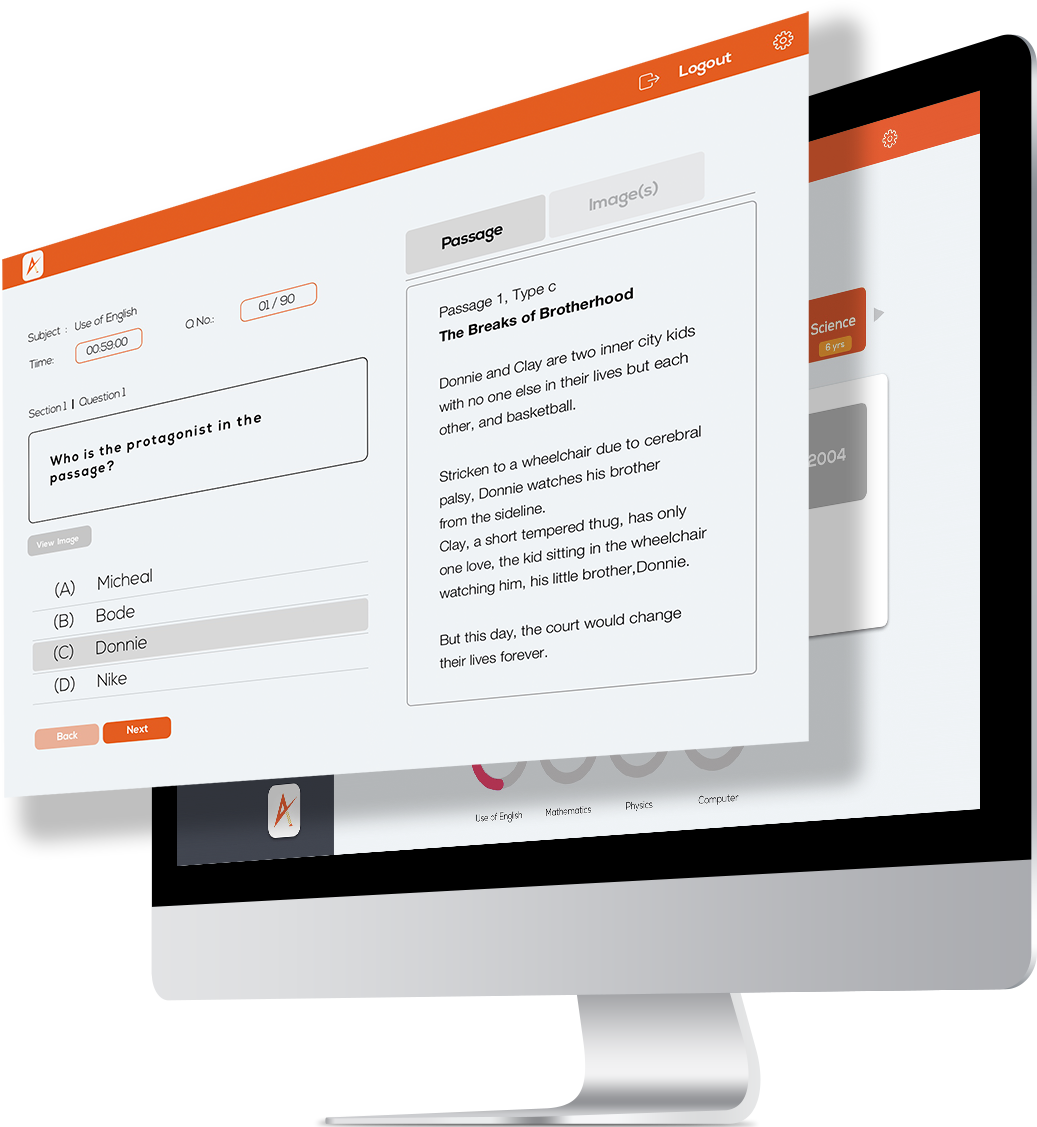 Logout
Subject : Use of English
Tiime: 00:59:00
Q No.: 01 / 90
Section 1 | Question 1
Who is the protagonist in the
passage?
View Image
(A) Micheal
(B) Bode
(C) Donnie
(D) Nike
Back Next
Passage Image(s)
Passage 1, Type c
The Breaks of Brotherhood
Donnie and Clay are two inner city kids
with no one else in their lives but each
other, and basketball.
Stricken to a wheelchair due to cerebral
palsy, Donnie watches his brother
from the sideline.
Clay, a short tempered thug, has only
one love, the kid sitting in the wheelchair
watching him, his little brother,Donnie.
But this day, the court would change
their lives forever.
Science
6 yrs
2004
Use of English Mathematics Physics Computer